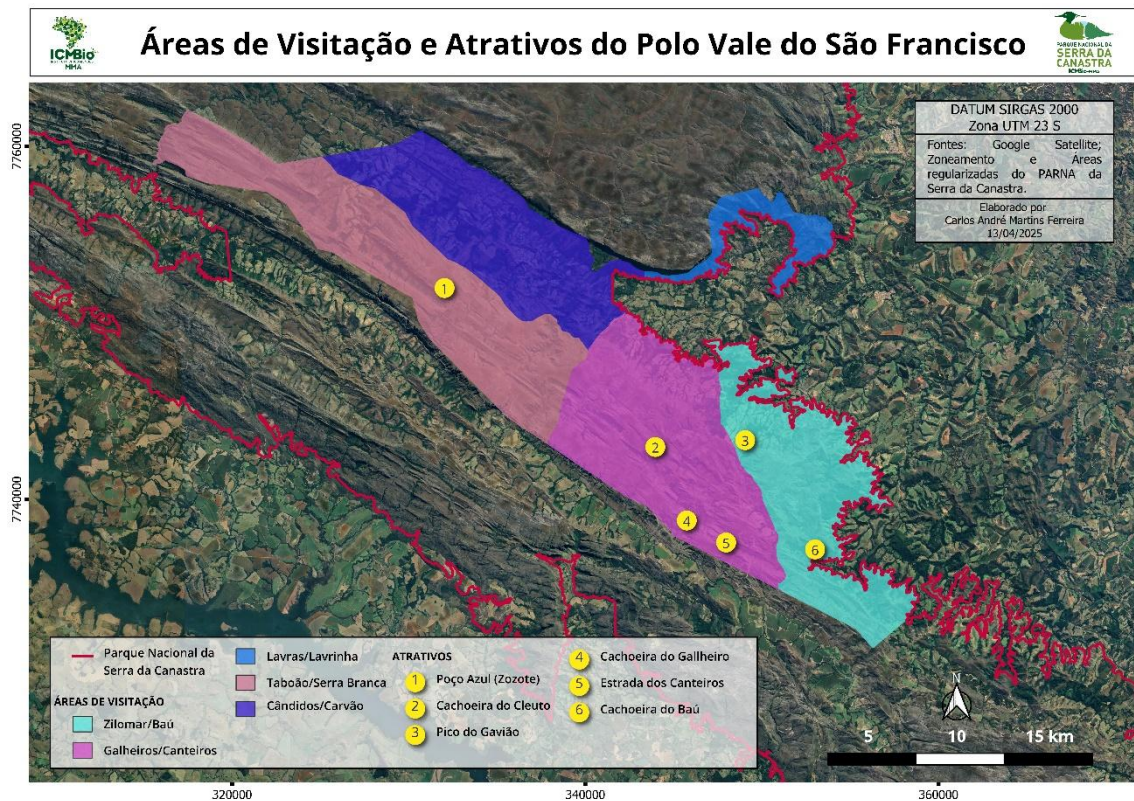 ICMBio
MMA
Áreas de Visitação e Atrativos do Polo Vale do São Francisco
PARQUE NACIONAL DA
SERRA DA
CANASTRA
ICMBio-MMA
DATUM SIRGAS 2000
Zona UTM 23 S
Fontes: Google Satellite;
Zoneamento e Áreas
regularizadas do PARNA da
Serra da Canastra.
Elaborado por
Carlos André Martins Ferreira
13/04/2025
7760000
7740000
1
2
3
4
5
6
Parque Nacional da
Serra da Canastra
ÁREAS DE VISITAÇÃO
Zilomar/Baú
Galheiros/Canteiros
Lavras/Lavrinha
Taboão/Serra Branca
Cândidos/Carvão
ATRATIVOS
1 Poço Azul (Zozote)
2 Cachoeira do Cleuto
3 Pico do Gavião
4 Cachoeira do Gallheiro
5 Estrada dos Canteiros
6 Cachoeira do Baú
N
5 10 15 km
320000 340000 360000